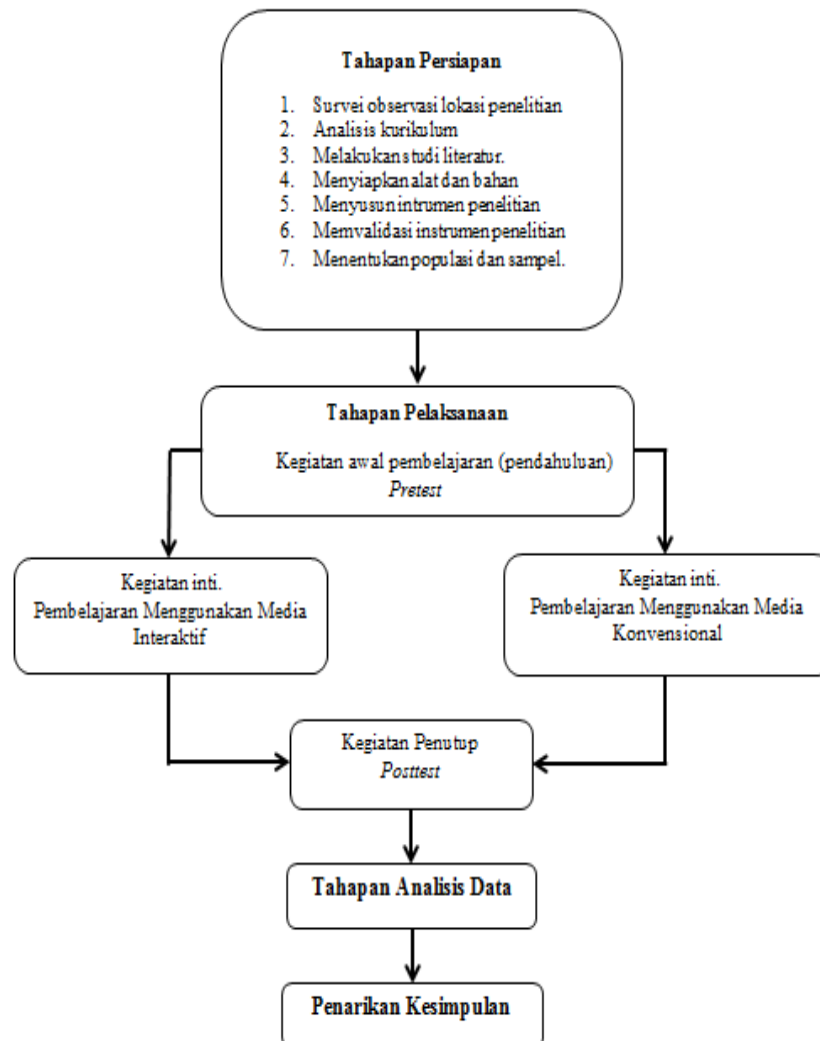 Tahapan Persiapan
1. Survei observasi lokasi penelitian
2. Analisis kurikulum
3. Melakukan studi literatur.
4. Menyiapkan alat dan bahan
5. Menyusun intrumen penelitian
6. Memvalidasi instrumen penelitian
7. Menentukan populasi dan sampel.
Tahapan Pelaksanaan
Kegiatan awal pembelajaran (pendahuluan)
Pretest
Kegiatan inti.
Pembelajaran Menggunakan Media
Interaktif
Kegiatan inti.
Pembelajaran Menggunakan Media
Konvensional
Kegiatan Penutup
Posttest
Tahapan Analisis Data
Penarikan Kesimpulan